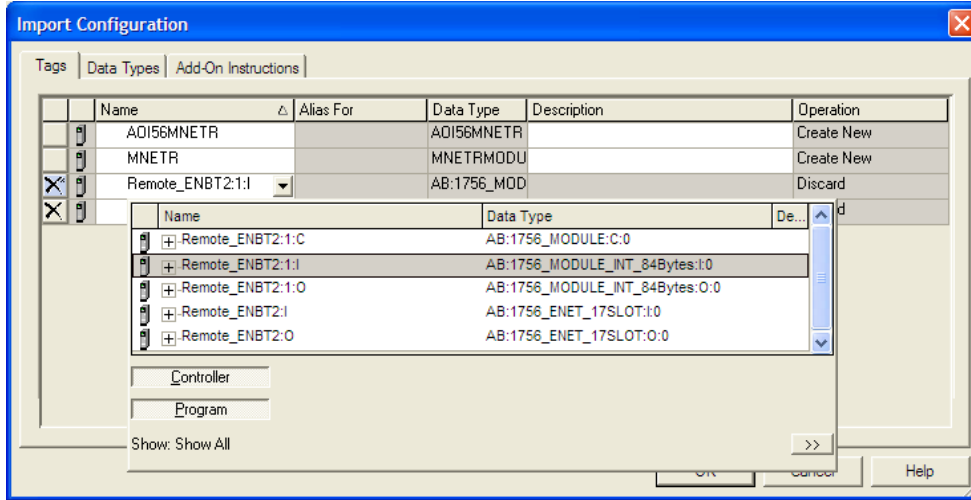 Import Configuration
Tags Data Types Add-On Instructions
Name Alias For Data Type Description Operation
AOI56MNETR AOI56MNETR Create New
MNETR MNETRMODU Create New
Remote_ENBT2:1:I AB:1756_MOD Discard
Name Data Type De...
Remote_ENBT2:1:C AB:1756_MODULE:C:0
Remote_ENBT2:1:I AB:1756_MODULE_INT_84Bytes:I:0
Remote_ENBT2:1:O AB:1756_MODULE_INT_84Bytes:O:0
Remote_ENBT2:I AB:1756_ENET_17SLOT:I:0
Remote_ENBT2:O AB:1756_ENET_17SLOT:O:0
Controller
Program
Show: Show All >>
OK Cancel Help